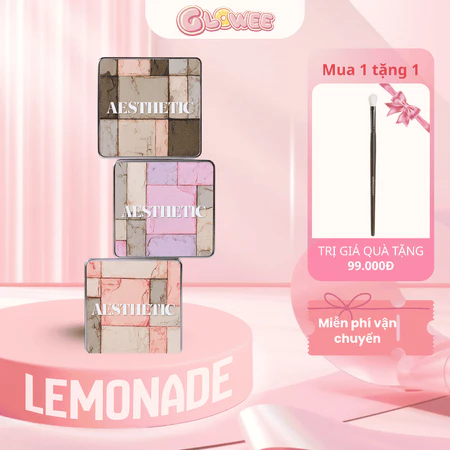 GLOWEE
Mua 1 tặng 1
AESTHETIC
AESTHETIC
AESTHETIC
TRỊ GIÁ QUÀ TẶNG
99.000Đ
Miễn phí vận
chuyển
LEMONADE